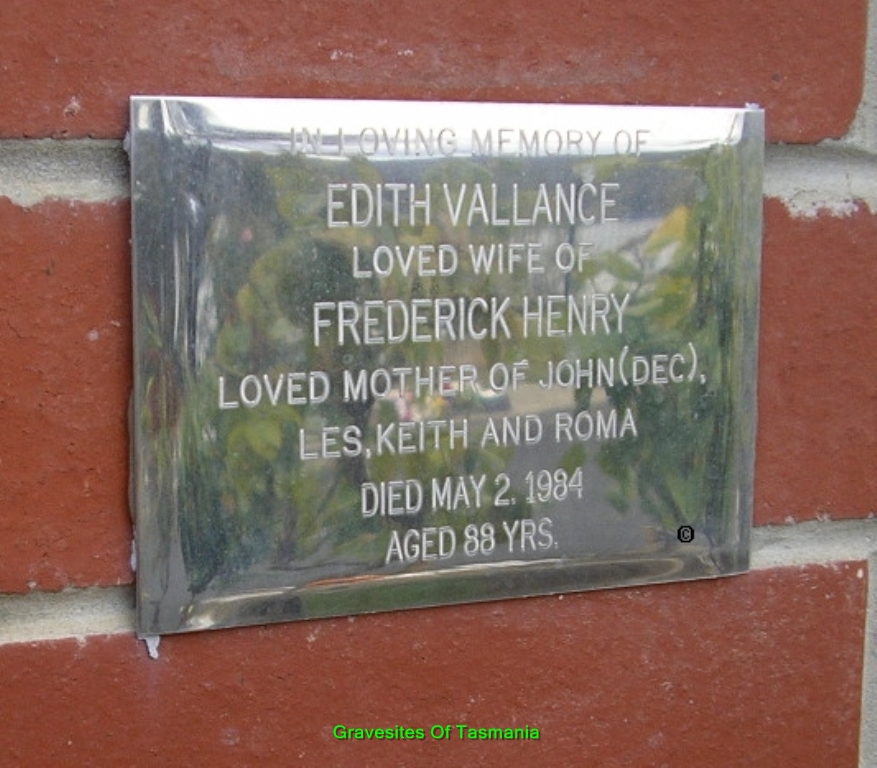 IN LOVING MEMORY OF
EDITH VALLANCE
LOVED WIFE OF
FREDERICK HENRY
LOVED MOTHER OF JOHN(DEC),
LES,KEITH AND ROMA
DIED MAY 2. 1984
AGED 88 YRS.
©
Gravesites Of Tasmania